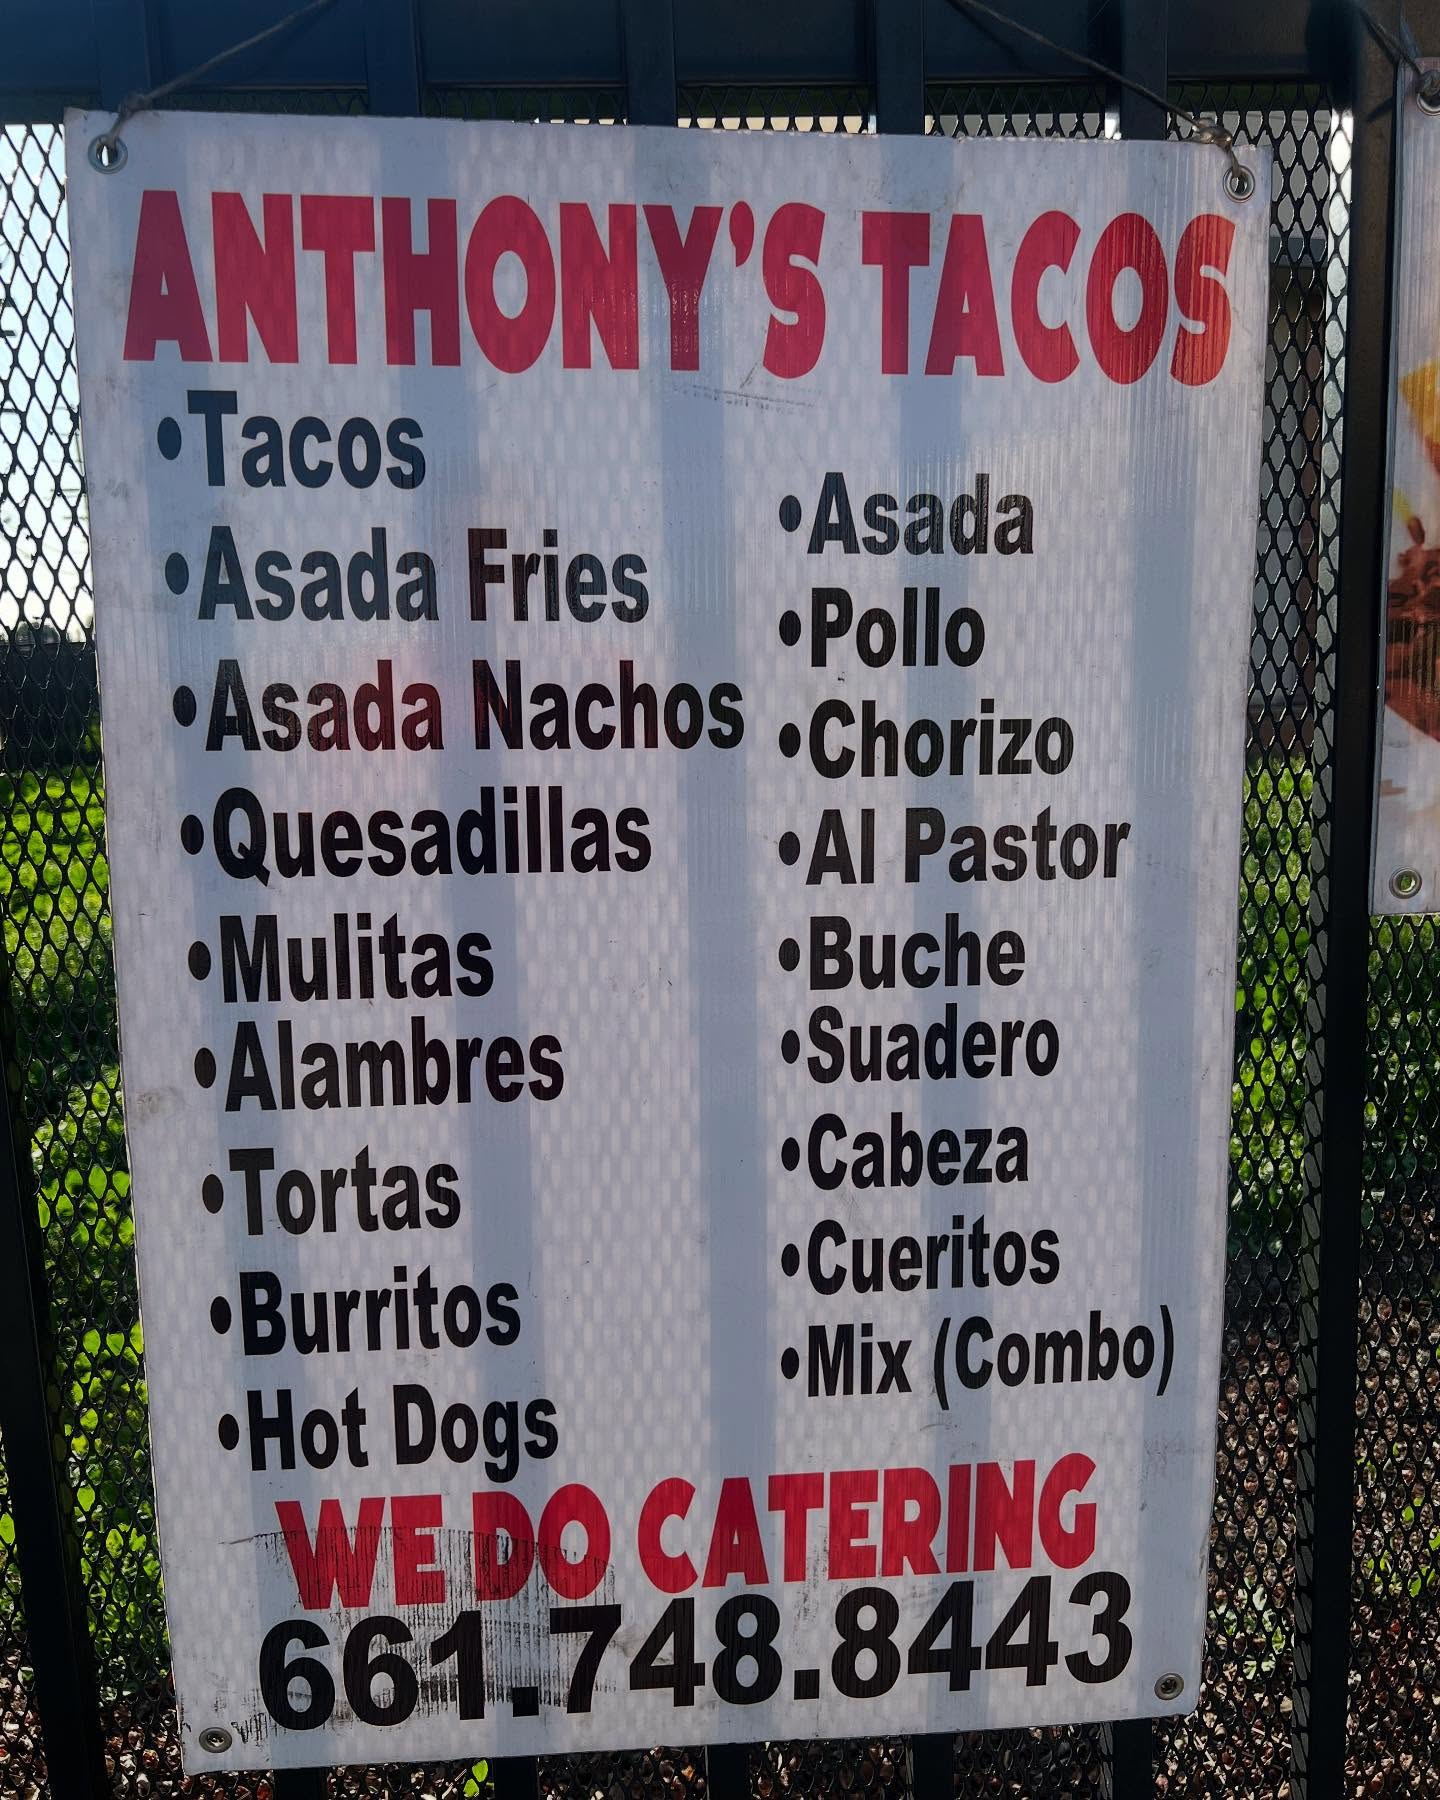 ANTHONY'S TACOS
•Tacos
•Asada Fries
•Asada Nachos
•Quesadillas
•Mulitas
•Alambres
•Tortas
•Burritos
•Hot Dogs
•Asada
•Pollo
•Chorizo
•Al Pastor
•Buche
•Suadero
•Cabeza
•Cueritos
•Mix (Combo)
WE DO CATERING
661.748.8443